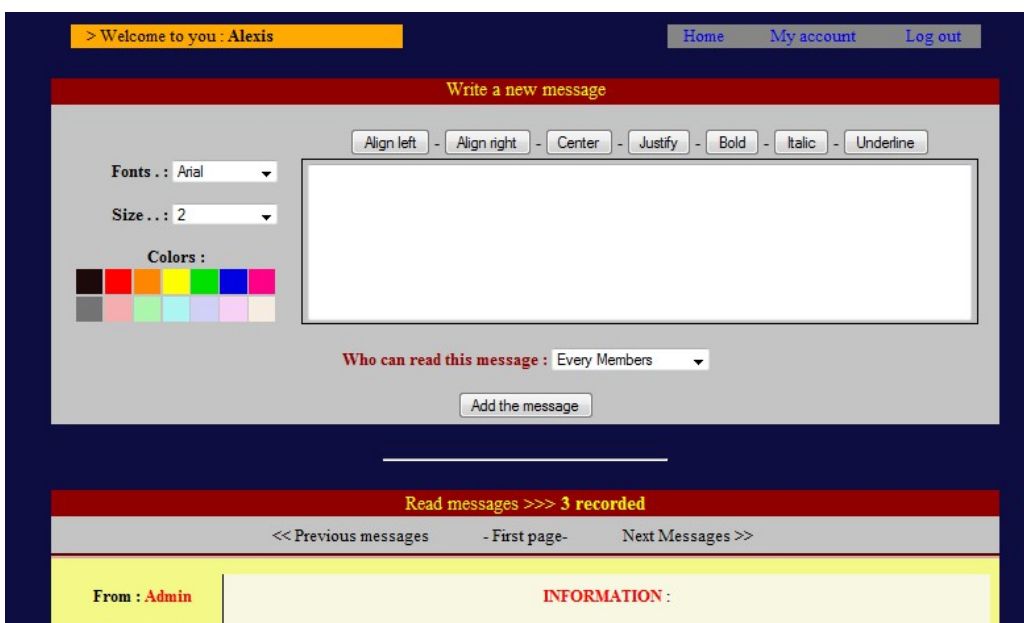 > Welcome to you : Alexis
Home My account Log out
Write a new message
Align left - Align right - Center - Justify - Bold - Italic - Underline
Fonts . : Arial
Size . . : 2
Colors :
Who can read this message : Every Members
Add the message
Read messages >>> 3 recorded
<< Previous messages - First page- Next Messages >>
From : Admin
INFORMATION :